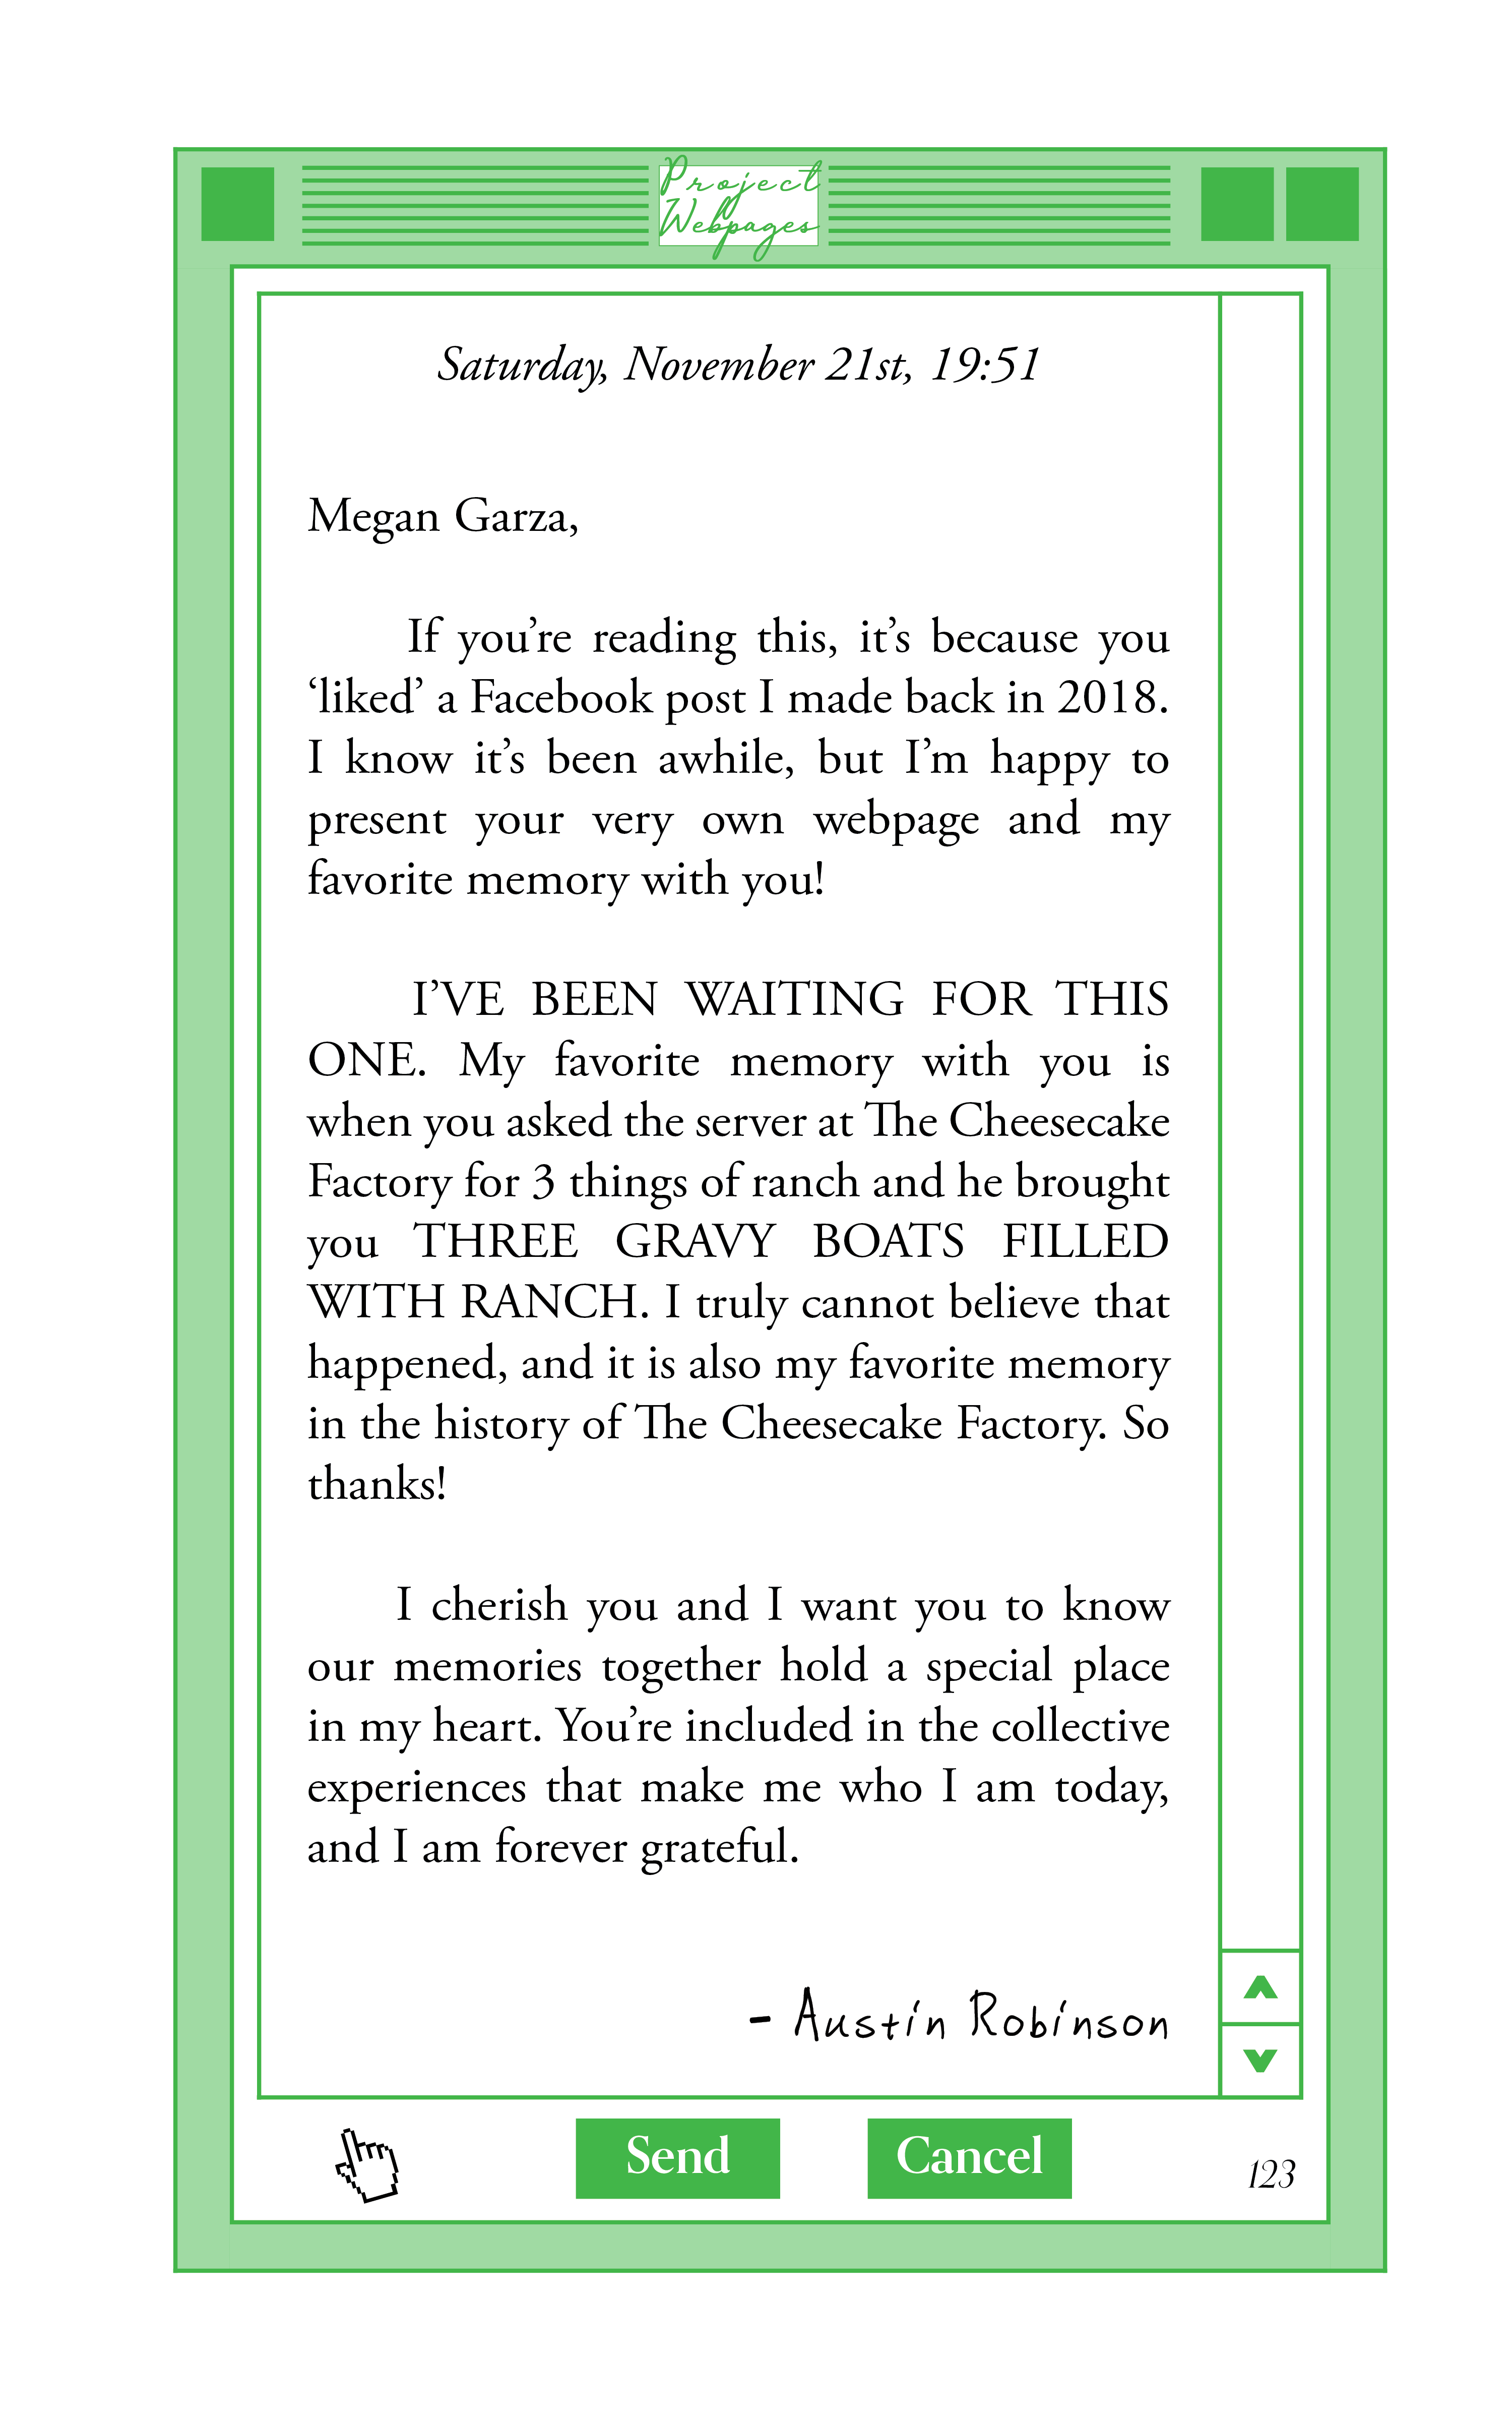 Project
Webpages
Saturday, November 21st, 19:51
Megan Garza,
If you’re reading this, it’s because you
‘liked’ a Facebook post I made back in 2018.
I know it’s been awhile, but I’m happy to
present your very own webpage and my
favorite memory with you!
I’VE BEEN WAITING FOR THIS
ONE. My favorite memory with you is
when you asked the server at The Cheesecake
Factory for 3 things of ranch and he brought
you THREE GRAVY BOATS FILLED
WITH RANCH. I truly cannot believe that
happened, and it is also my favorite memory
in the history of The Cheesecake Factory. So
thanks!
I cherish you and I want you to know
our memories together hold a special place
in my heart. You’re included in the collective
experiences that make me who I am today,
and I am forever grateful.
- Austin Robinson
Send
Cancel
123